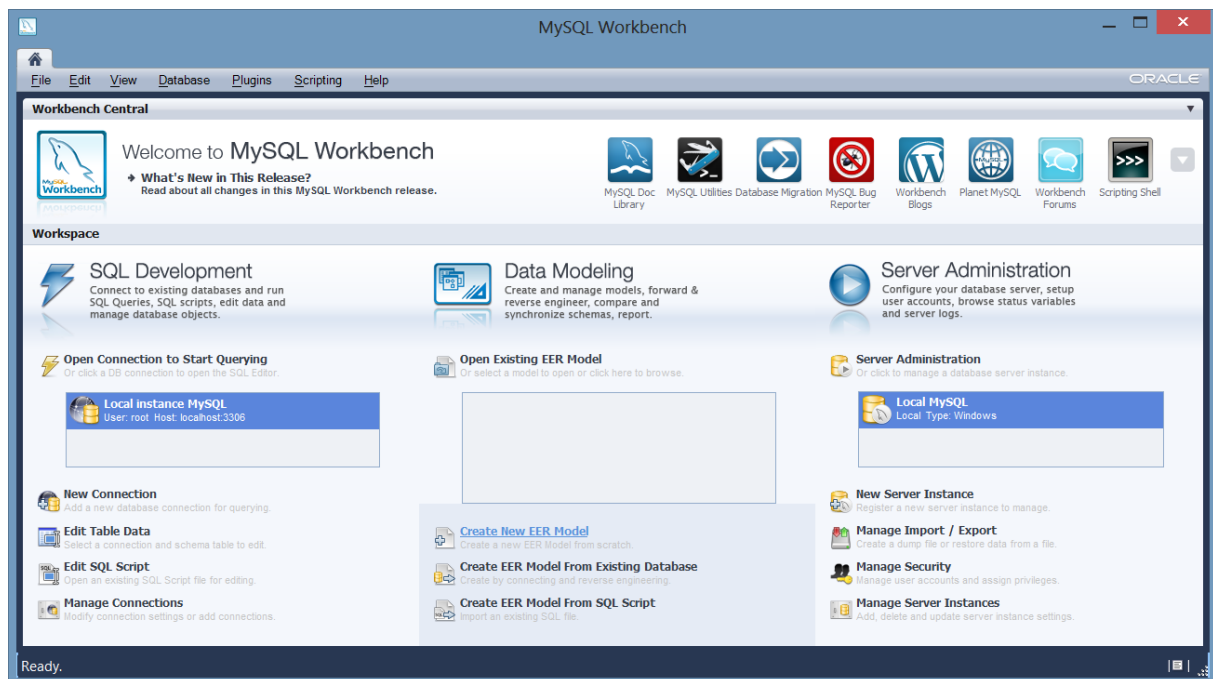 MySQL Workbench
File Edit View Database Plugins Scripting Help
ORACLE
Workbench Central
MySQL
Workbench
Welcome to MySQL Workbench
What's New in This Release?
Read about all changes in this MySQL Workbench release.
MySQL Doc
Library
MySQL Utilities
Database Migration
MySQL Bug
Reporter
Workbench
Blogs
Planet MySQL
Workbench
Forums
Scripting Shell
Workspace
SQL Development
Connect to existing databases and run
SQL Queries, SQL scripts, edit data and
manage database objects.
Open Connection to Start Querying
Or click a DB connection to open the SQL Editor.
Local instance MySQL
User: root Host: localhost:3306
New Connection
Add a new database connection for querying.
Edit Table Data
Select a connection and schema table to edit.
Edit SQL Script
Open an existing SQL Script file for editing.
Manage Connections
Modify connection settings or add connections.
Data Modeling
Create and manage models, forward &
reverse engineer, compare and
synchronize schemas, report.
Open Existing EER Model
Or select a model to open or click here to browse.
Create New EER Model
Create a new EER Model from scratch.
Create EER Model From Existing Database
Create by connecting and reverse engineering.
Create EER Model From SQL Script
Import an existing SQL file.
Server Administration
Configure your database server, setup
user accounts, browse status variables
and server logs.
Server Administration
Or click to manage a database server instance.
Local MySQL
Local Type: Windows
New Server Instance
Register a new server instance to manage.
Manage Import / Export
Create a dump file or restore data from a file.
Manage Security
Manage user accounts and assign privileges.
Manage Server Instances
Add, delete and update server instance settings.
Ready.